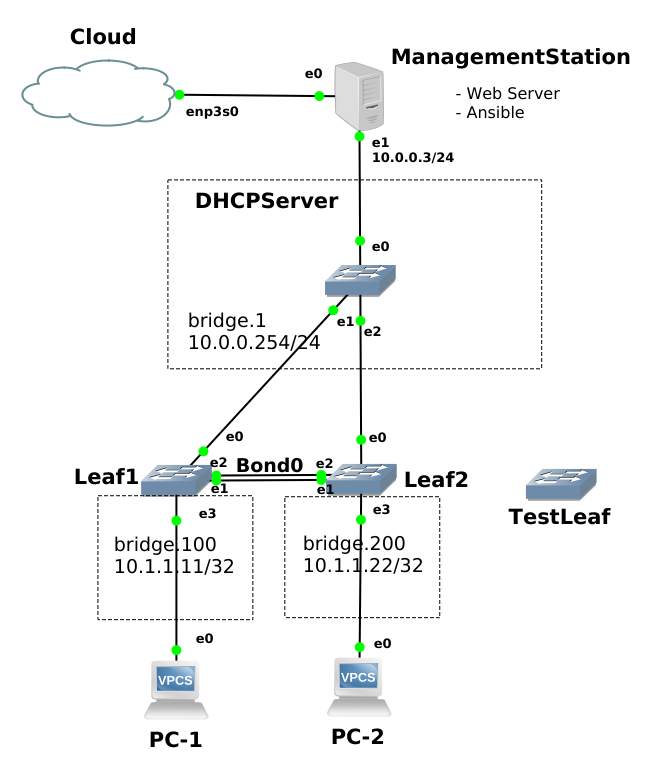 Cloud
ManagementStation
e0
- Web Server
enp3s0
- Ansible
e1
10.0.0.3/24
DHCPServer
e0
bridge.1
e1
e2
10.0.0.254/24
e0
e0
Leaf1
e2
Bond0
e2
Leaf2
e1
e1
TestLeaf
e3
e3
bridge.100
10.1.1.11/32
bridge.200
10.1.1.22/32
e0
e0
VPCS
VPCS
PC-1
PC-2